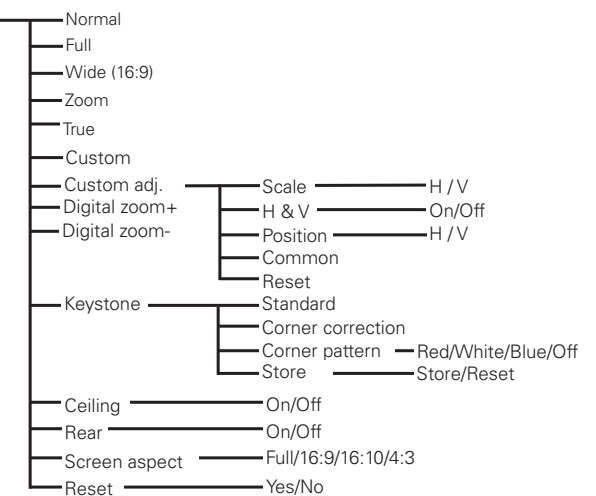 Normal
Full
Wide (16:9)
Zoom
True
Custom
Custom adj. Scale H / V
Digital zoom+ H & V On/Off
Digital zoom- Position H / V
Common
Reset
Keystone Standard
Corner correction
Corner pattern Red/White/Blue/Off
Store Store/Reset
Ceiling On/Off
Rear On/Off
Screen aspect Full/16:9/16:10/4:3
Reset Yes/No